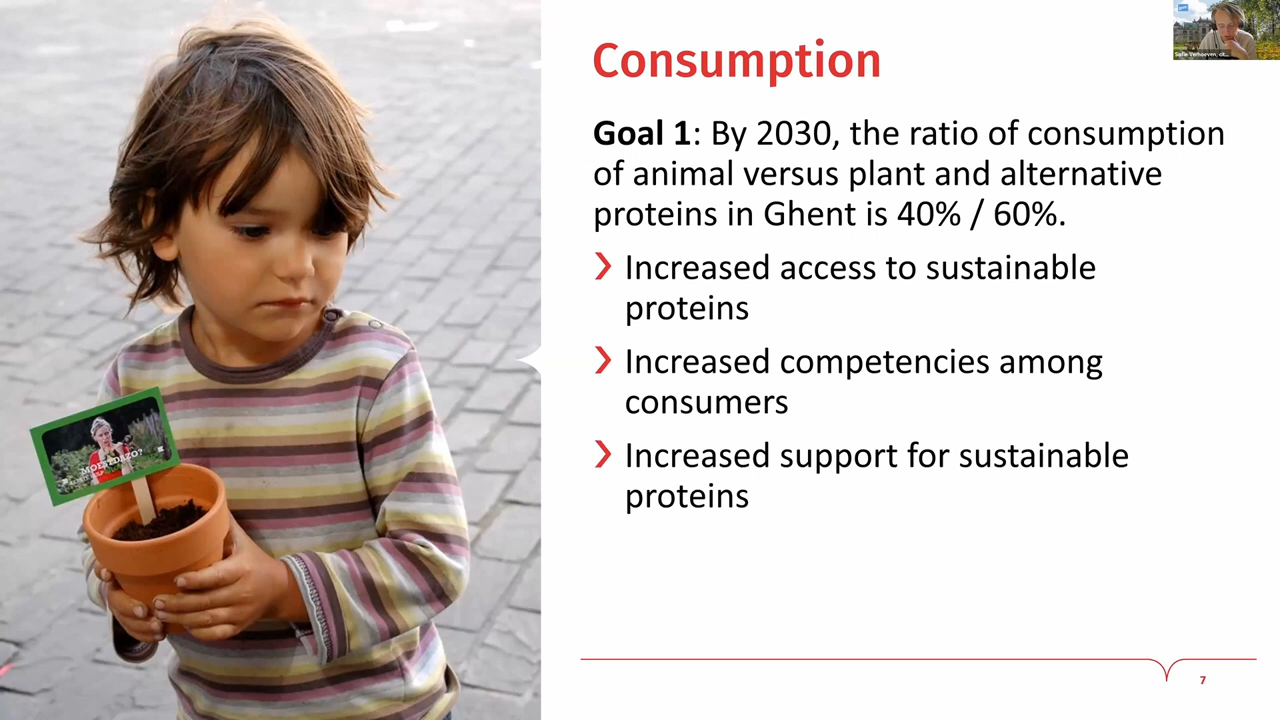 Consumption
Goal 1: By 2030, the ratio of consumption
of animal versus plant and alternative
proteins in Ghent is 40% / 60%.
Increased access to sustainable
proteins
Increased competencies among
consumers
Increased support for sustainable
proteins
7